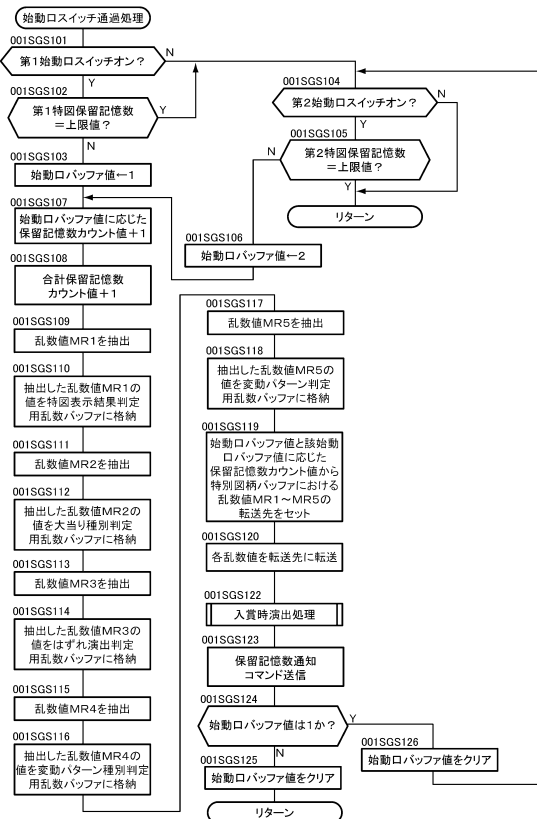 始動口スイッチ通過処理
001SGS101
第1始動口スイッチオン?
N
Y
001SGS102
第1特図保留記憶数
=上限値?
Y
N
001SGS103
始動口バッファ値←1
001SGS104
第2始動口スイッチオン?
N
Y
001SGS105
第2特図保留記憶数
=上限値?
N
Y
リターン
001SGS106
始動口バッファ値←2
001SGS107
始動口バッファ値に応じた
保留記憶数カウント値+1
001SGS108
合計保留記憶数
カウント値+1
001SGS109
乱数値MR1を抽出
001SGS110
抽出した乱数値MR1の
値を特図表示結果判定
用乱数バッファに格納
001SGS111
乱数値MR2を抽出
001SGS112
抽出した乱数値MR2の
値を大当り種別判定
用乱数バッファに格納
001SGS113
乱数値MR3を抽出
001SGS114
抽出した乱数値MR3の
値をはずれ演出判定
用乱数バッファに格納
001SGS115
乱数値MR4を抽出
001SGS116
抽出した乱数値MR4の
値を変動パターン種別判定
用乱数バッファに格納
001SGS117
乱数値MR5を抽出
001SGS118
抽出した乱数値MR5の
値を変動パターン判定
用乱数バッファに格納
001SGS119
始動口バッファ値と該始動
口バッファ値に応じた
保留記憶数カウント値から
特別図柄バッファにおける
乱数値MR1～MR5の
転送先をセット
001SGS120
各乱数値を転送先に転送
001SGS122
入賞時演出処理
001SGS123
保留記憶数通知
コマンド送信
001SGS124
始動口バッファ値は1か?
Y
N
001SGS125
始動口バッファ値をクリア
001SGS126
始動口バッファ値をクリア
リターン